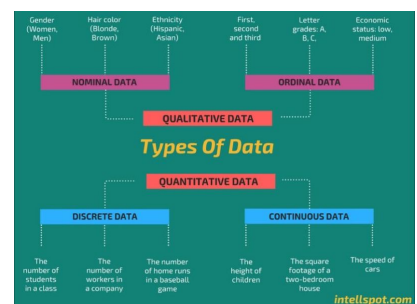 Gender
(Women,
Men)
Hair color
(Blonde,
Brown)
Ethnicity
(Hispanic,
Asian)
First,
second
and third
Letter
grades: A,
B, C,
Economic
status: low,
medium
NOMINAL DATA
ORDINAL DATA
QUALITATIVE DATA
Types Of Data
QUANTITATIVE DATA
DISCRETE DATA
CONTINUOUS DATA
The
number of
students
in a class
The
number of
workers in
a company
The number
of home runs
in a baseball
game
The
height of
children
The square
footage of a
two-bedroom
house
The speed of
cars
intellspot.com